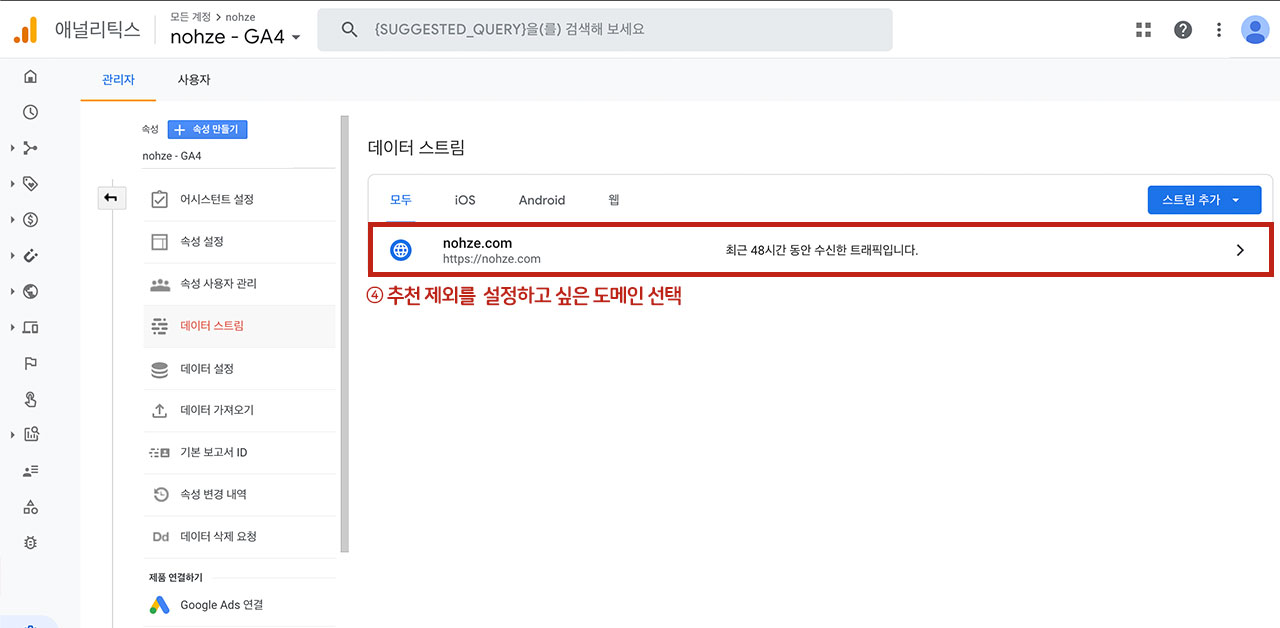 애널리틱스
모든 계정 > nohze
nohze - GA4
{SUGGESTED_QUERY}을(를) 검색해 보세요
관리자
사용자
속성
속성 만들기
nohze - GA4
어시스턴트 설정
속성 설정
속성 사용자 관리
데이터 스트림
데이터 설정
데이터 가져오기
기본 보고서 ID
속성 변경 내역
Dd 데이터 삭제 요청
제품 연결하기
Google Ads 연결
데이터 스트림
모두 iOS Android 웹
스트림 추가
nohze.com
https://nohze.com
최근 48시간 동안 수신한 트래픽입니다.
④ 추천 제외를 설정하고 싶은 도메인 선택